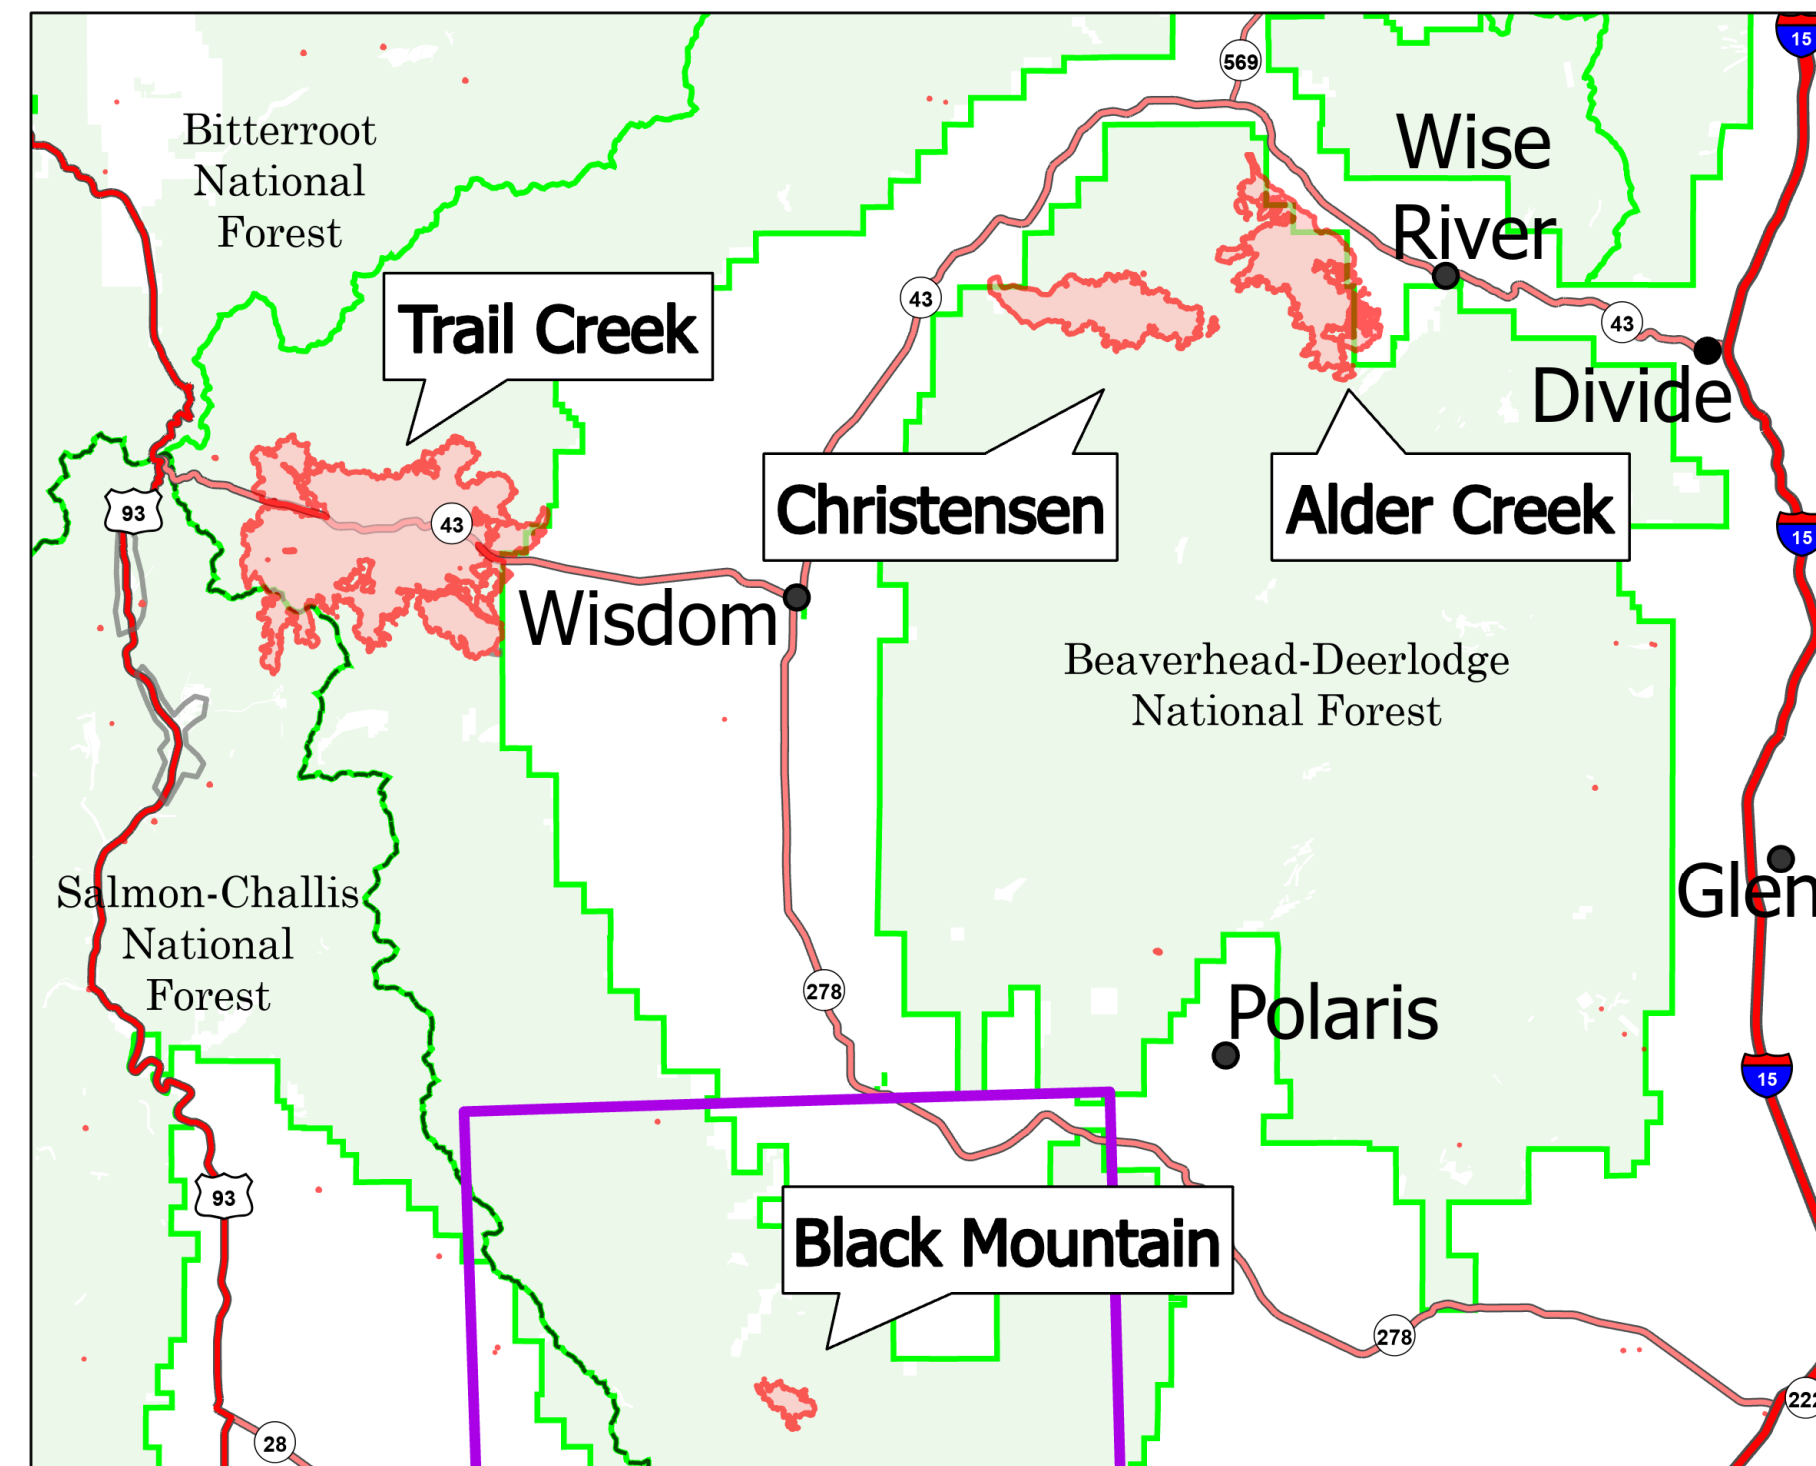 15
569
Bitterroot
National
Forest
Wise
River
43
43
Trail Creek
Divide
93
43
Christensen
Alder Creek
15
Wisdom
Beaverhead-Deerlodge
National Forest
Salmon-Challis
National
Forest
Glen
278
Polaris
15
93
Black Mountain
278
222
28